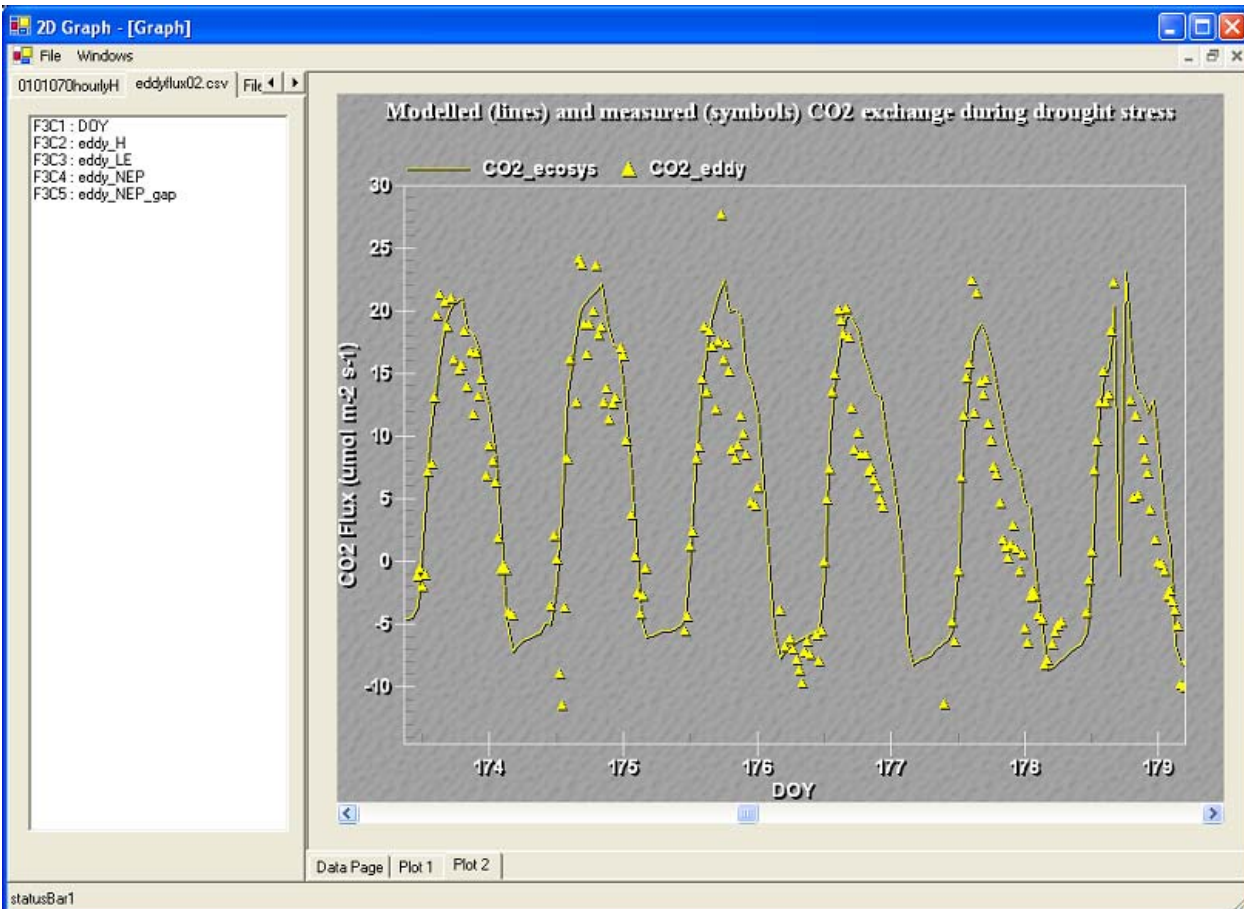 2D Graph - [Graph]
File Windows
0101070hourlyH eddyflux02.csv File
F3C1 : DOY
F3C2 : eddy_H
F3C3 : eddy_LE
F3C4 : eddy_NEP
F3C5 : eddy_NEP_gap
Modelled (lines) and measured (symbols) CO2 exchange during drought stress
CO2_ecosys CO2_eddy
CO2 Flux (umol m-2 s-1)
30
25
20
15
10
5
0
-5
-10
174 175 176 177 178 179
DOY
Data Page Plot 1 Plot 2
statusBar1